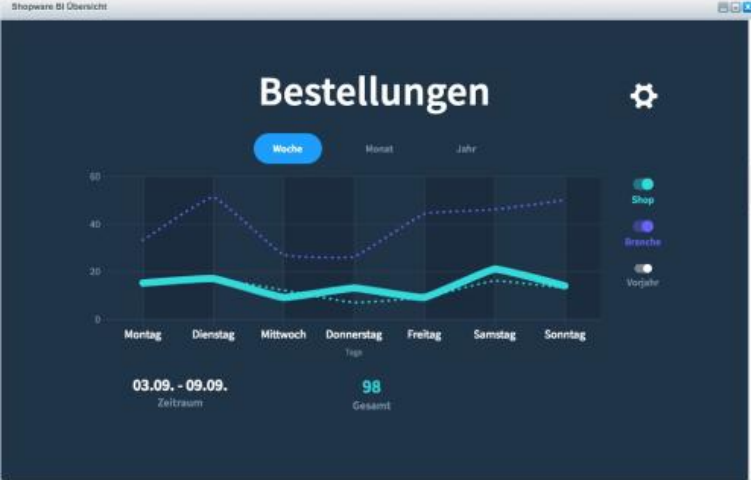 Shopware BI Übersicht
Bestellungen
Woche Monat Jahr
60
40
20
0
Shop
Branche
Vorjahr
Montag Dienstag Mittwoch Donnerstag Freitag Samstag Sonntag
Tage
03.09. - 09.09.
Zeitraum
98
Gesamt